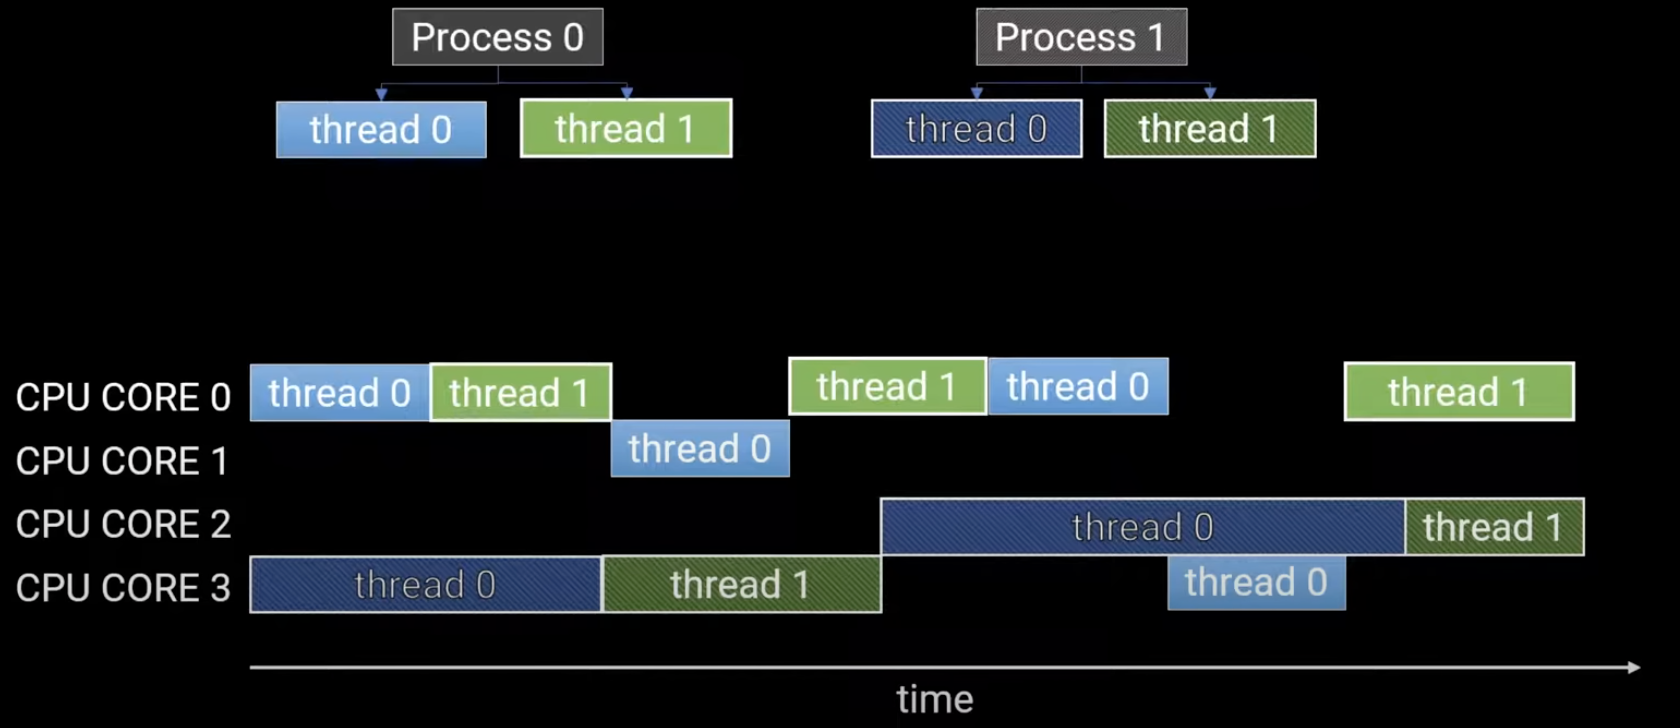 Process 0
Process 1
thread 0
thread 1
thread 0
thread 1
CPU CORE 0
thread 0
thread 1
thread 1
thread 0
thread 1
CPU CORE 1
thread 0
CPU CORE 2
thread 0
thread 1
CPU CORE 3
thread 0
thread 1
thread 0
time